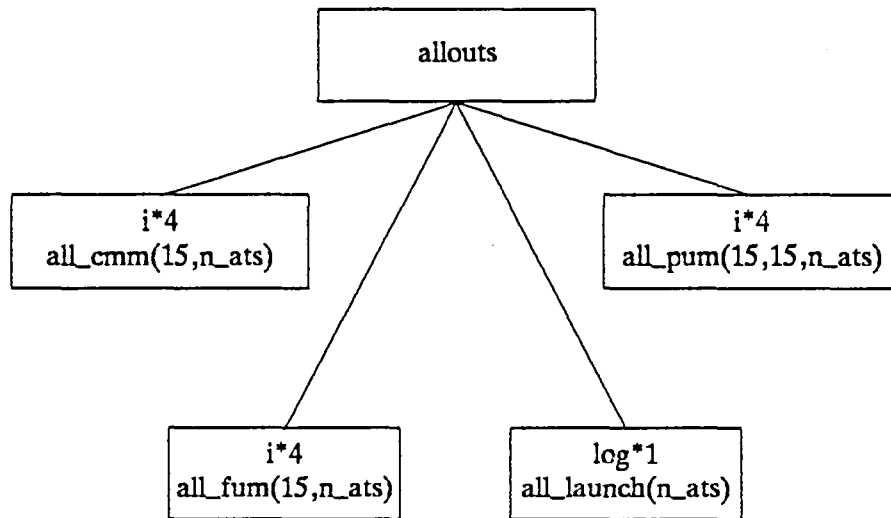 allouts
i*4
all_cmm(15,n_ats)
i*4
all_pum(15,15,n_ats)
i*4
all_fum(15,n_ats)
log*1
all_launch(n_ats)